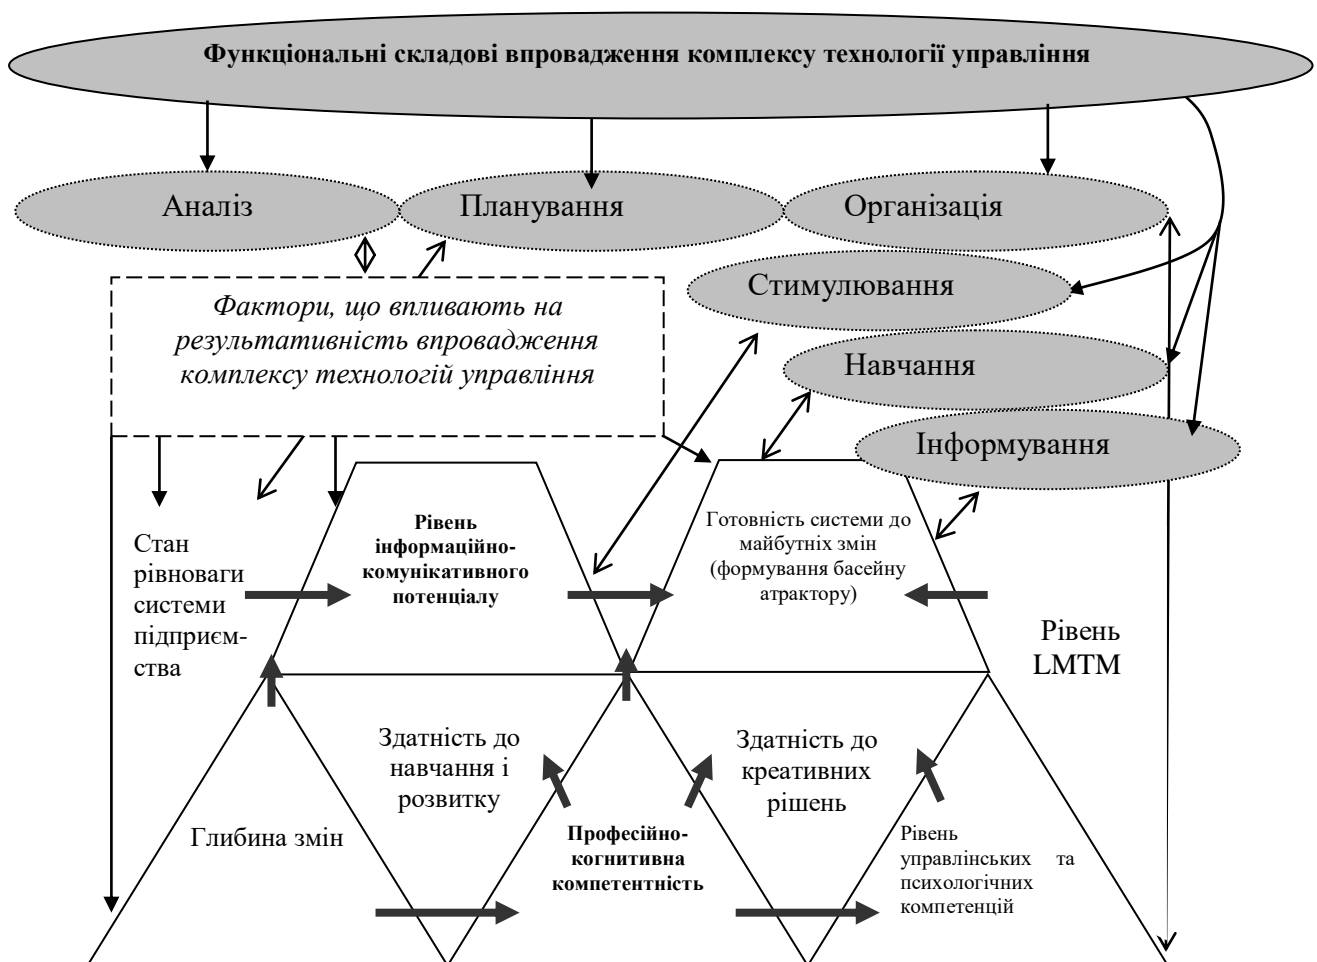 Функціональні складові впровадження комплексу технології управління
Аналіз
Планування
Організація
Стимулювання
Навчання
Інформування
Фактори, що впливають на
результативність впровадження
комплексу технологій управління
Стан
рівноваги
системи
підприєм-
ства
Рівень
інформаційно-
комунікативного
потенціалу
Готовність системи до
майбутніх змін
(формування басейну
атрактору)
Рівень
LMTM
Здатність до
навчання і
розвитку
Здатність до
креативних
рішень
Глибина змін
Професійно-
когнитивна
компетентність
Рівень
управлінських та
психологічних
компетенцій